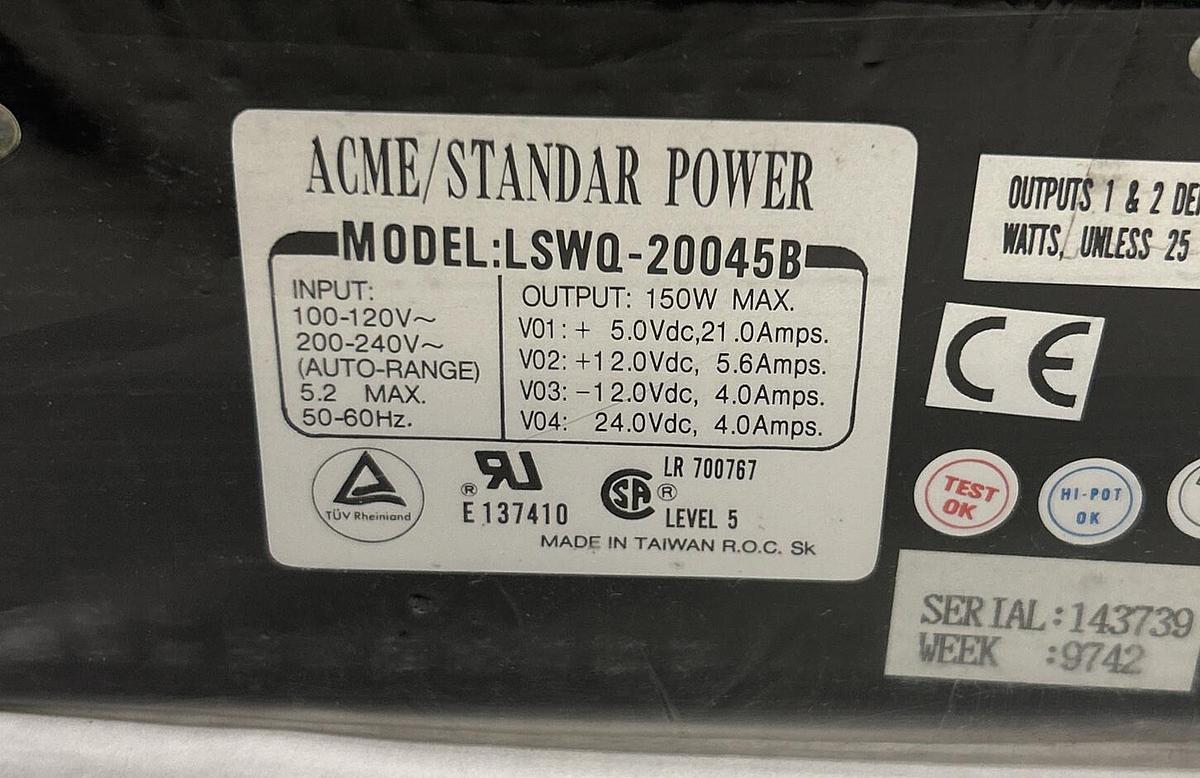 ACME/STANDAR POWER
MODEL:LSWQ-20045B
INPUT:
100-120V~
200-240V~
(AUTO-RANGE)
5.2 MAX.
50-60Hz.
OUTPUT: 150W MAX.
V01: + 5.0Vdc,21.0Amps.
V02: +12.0Vdc, 5.6Amps.
V03: -12.0Vdc, 4.0Amps.
V04: 24.0Vdc, 4.0Amps.
TÜV Rheinland
®
E137410
SA ®
LR 700767
LEVEL 5
MADE IN TAIWAN R.O.C. Sk
OUTPUTS 1 & 2
WATTS, UNLESS 25
CE
TEST
OK
HI-POT
OK
SERIAL:143739
WEEK :9742